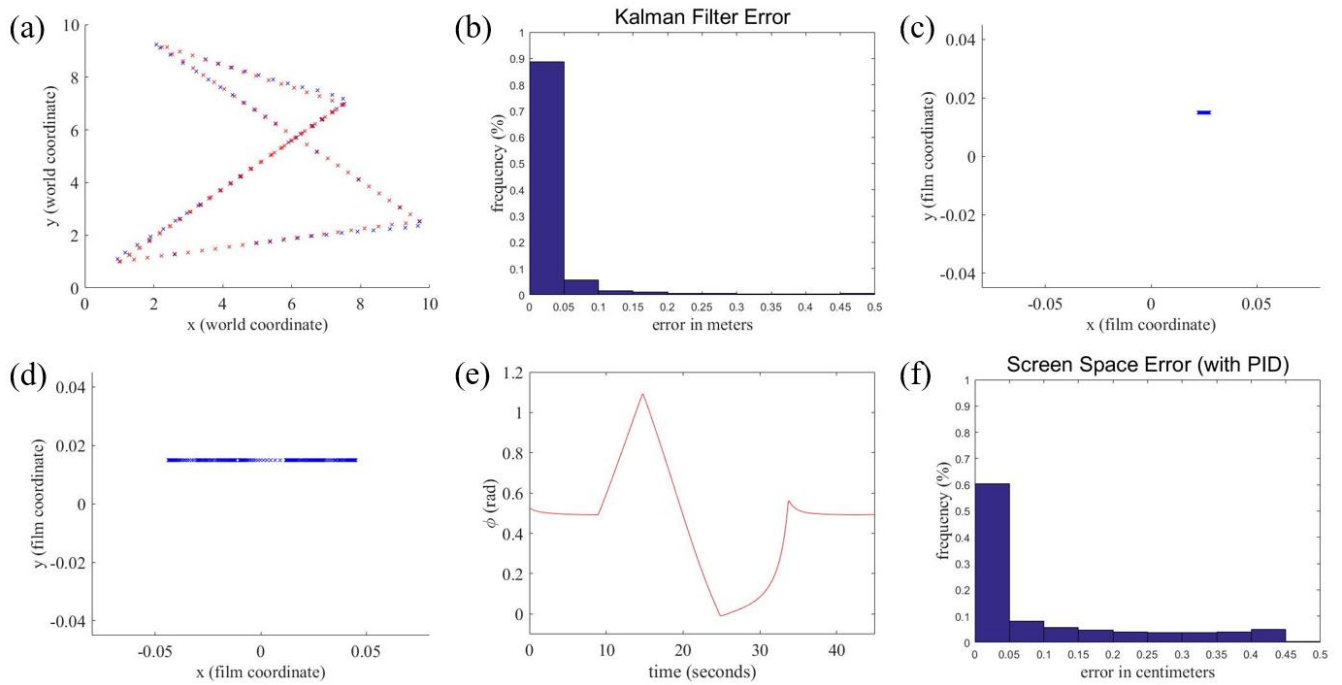 (a)
10
8
6
4
2
0
y (world coordinate)
0 2 4 6 8 10
x (world coordinate)
(b)
Kalman Filter Error
1
0.9
0.8
0.7
0.6
0.5
0.4
0.3
0.2
0.1
0
frequency (%)
0 0.05 0.1 0.15 0.2 0.25 0.3 0.35 0.4 0.45 0.5
error in meters
(c)
0.04
0.02
0
-0.02
-0.04
y (film coordinate)
-0.05 0 0.05
x (film coordinate)
(d)
0.04
0.02
0
-0.02
-0.04
y (film coordinate)
-0.05 0 0.05
x (film coordinate)
(e)
1.2
1
0.8
0.6
0.4
0.2
0
ϕ (rad)
0 10 20 30 40
time (seconds)
(f)
Screen Space Error (with PID)
1
0.9
0.8
0.7
0.6
0.5
0.4
0.3
0.2
0.1
0
frequency (%)
0 0.05 0.1 0.15 0.2 0.25 0.3 0.35 0.4 0.45 0.5
error in centimeters